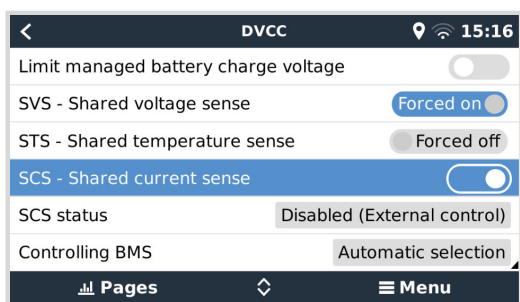 DVCC 15:16
Limit managed battery charge voltage
SVS - Shared voltage sense Forced on
STS - Shared temperature sense Forced off
SCS - Shared current sense
SCS status Disabled (External control)
Controlling BMS Automatic selection
Pages Menu